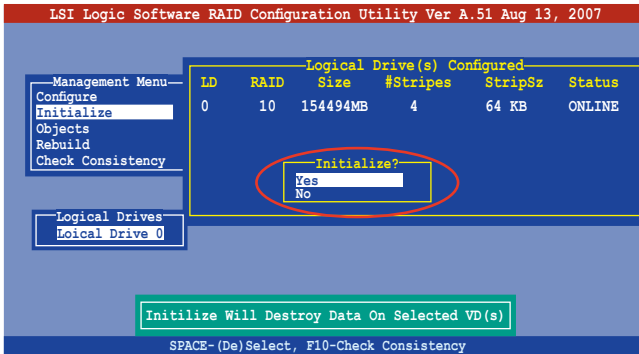 LSI Logic Software RAID Configuration Utility Ver A.51 Aug 13, 2007
Management Menu
Configure
Initialize
Objects
Rebuild
Check Consistency
Logical Drive(s) Configured
LD RAID Size #Stripes StripSz Status
0 10 154494MB 4 64 KB ONLINE
Initialize?
Yes
No
Logical Drives
Loical Drive 0
Initilize Will Destroy Data On Selected VD(s)
SPACE-(De)Select, F10-Check Consistency